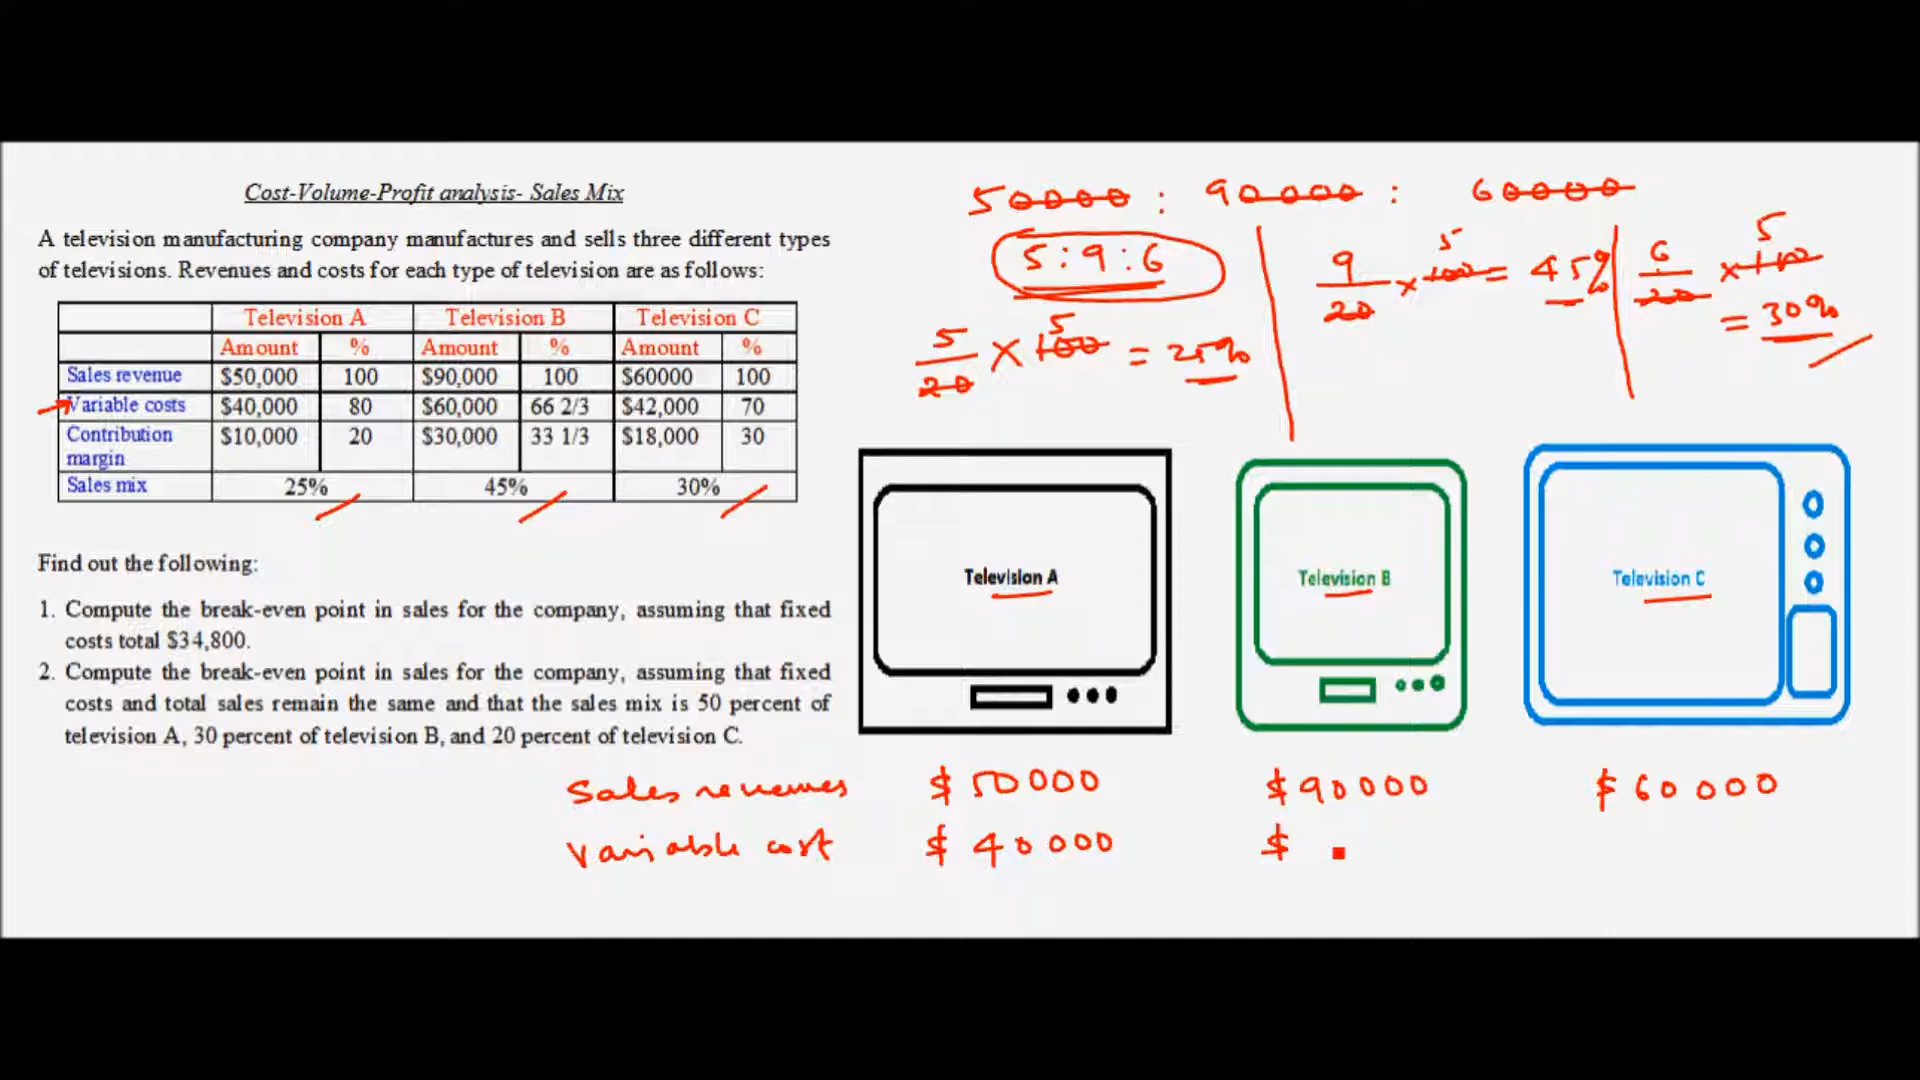 Cost-Volume-Profit analysis- Sales Mix
A television manufacturing company manufactures and sells three different types
of televisions. Revenues and costs for each type of television are as follows:
Television A Television B Television C
Amount % Amount % Amount %
Sales revenue $50,000 100 $90,000 100 $60000 100
Variable costs $40,000 80 $60,000 66 2/3 $42,000 70
Contribution margin $10,000 20 $30,000 33 1/3 $18,000 30
Sales mix 25% 45% 30%
Find out the following:
1. Compute the break-even point in sales for the company, assuming that fixed
costs total $34,800.
2. Compute the break-even point in sales for the company, assuming that fixed
costs and total sales remain the same and that the sales mix is 50 percent of
television A, 30 percent of television B, and 20 percent of television C.
50000 : 90000 : 60000
5 : 9 : 6
5/20 × 100 5 = 25%
9/20 × 100 5 = 45%
6/20 × 100 5
= 30%
Television A
Television B
Television C
Sales revenues $50000 $90000 $60000
Variable cost $40000 $